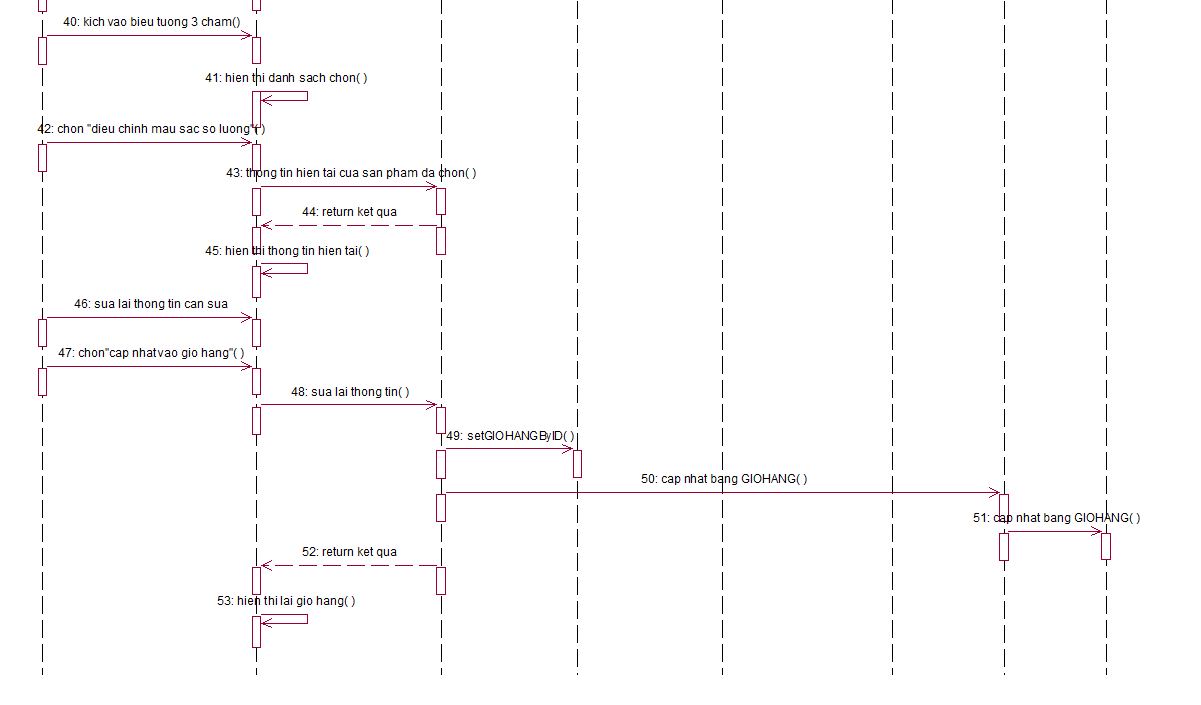 40: kich vao bieu tuong 3 cham()
41: hien thi danh sach chon( )
42: chon "dieu chinh mau sac so luong"( )
43: thong tin hien tai cua san pham da chon( )
44: return ket qua
45: hien thi thong tin hien tai( )
46: sua lai thong tin can sua
47: chon"cap nhat vao gio hang"( )
48: sua lai thong tin( )
49: setGIOHANGByID( )
50: cap nhat bang GIOHANG( )
51: cap nhat bang GIOHANG( )
52: return ket qua
53: hien thi lai gio hang( )